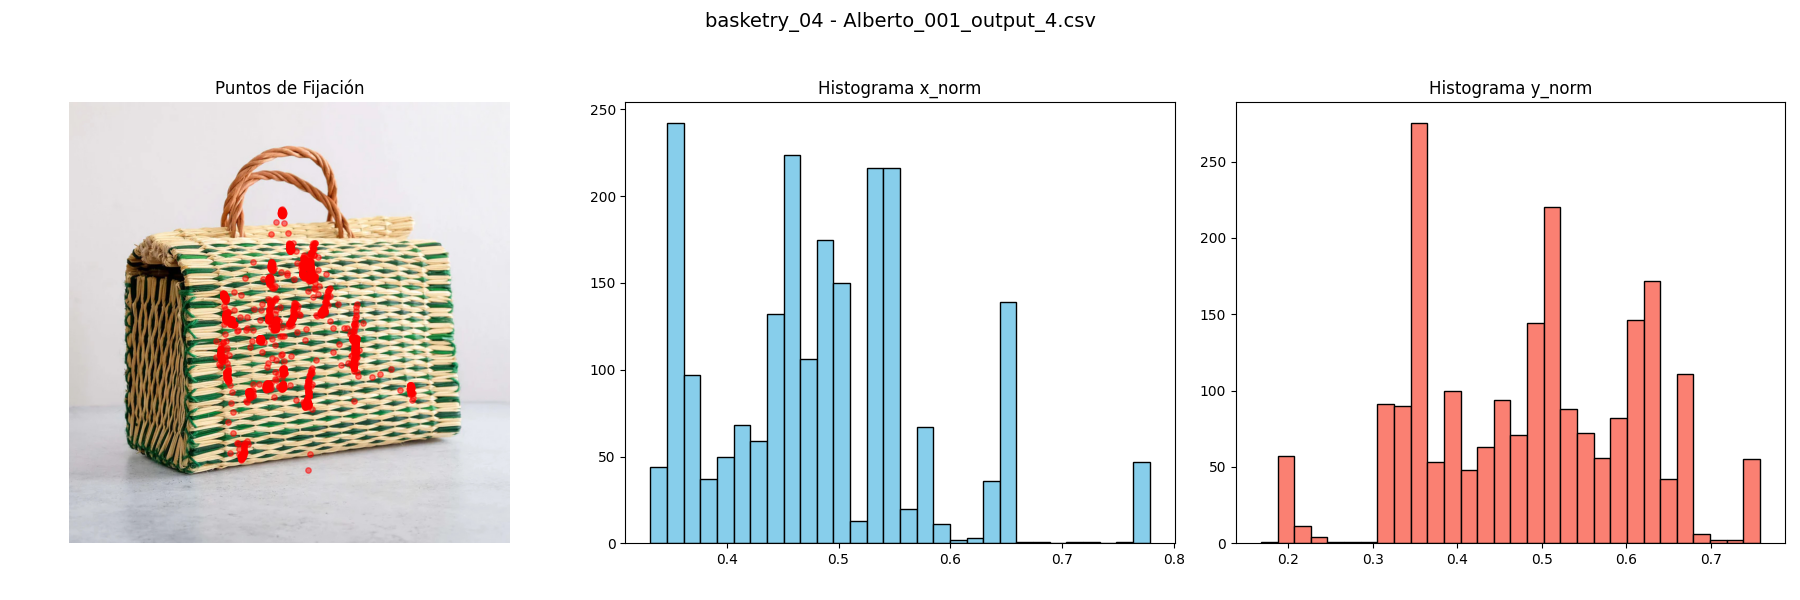 basketry_04 - Alberto_001_output_4.csv
Puntos de Fijación
Histograma x_norm
250
200
150
100
50
0
0.4 0.5 0.6 0.7 0.8
Histograma y_norm
250
200
150
100
50
0
0.2 0.3 0.4 0.5 0.6 0.7